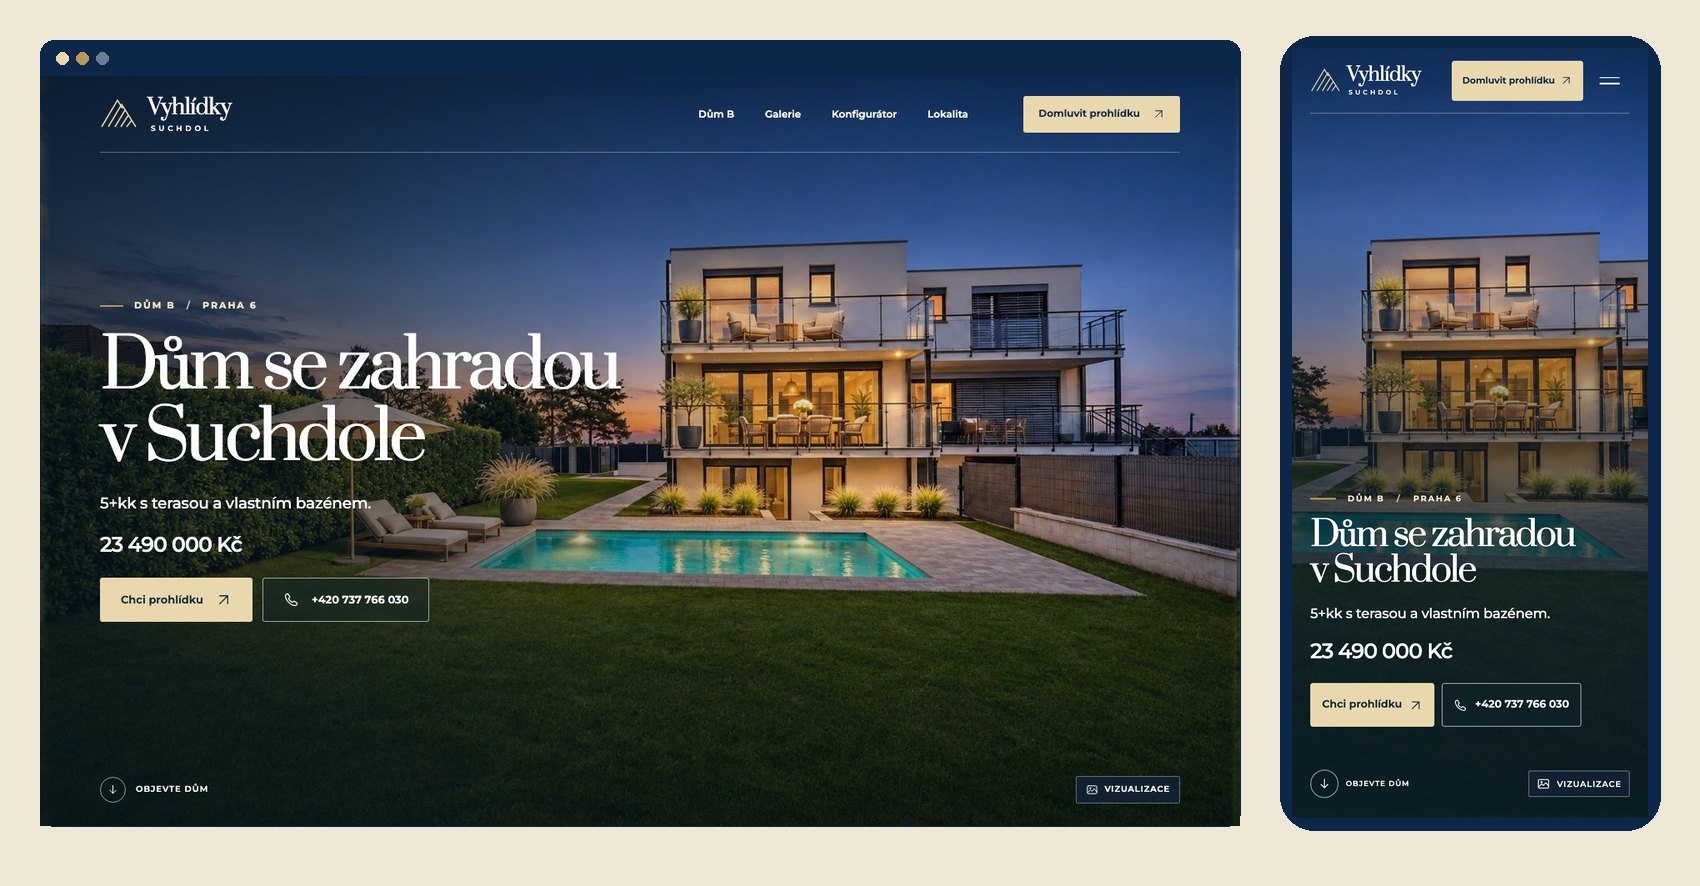 Vyhlídky
SUCHDOL
Dům B
Galerie
Konfigurátor
Lokalita
Domluvit prohlídku
DŮM B / PRAHA 6
Dům se zahradou
v Suchdole
5+kk s terasou a vlastním bazénem.
23 490 000 Kč
Chci prohlídku
+420 737 766 030
OBJEVTE DŮM
VIZUALIZACE
Vyhlídky
SUCHDOL
Domluvit prohlídku
DŮM B / PRAHA 6
Dům se zahradou
v Suchdole
5+kk s terasou a vlastním bazénem.
23 490 000 Kč
Chci prohlídku
+420 737 766 030
OBJEVTE DŮM
VIZUALIZACE